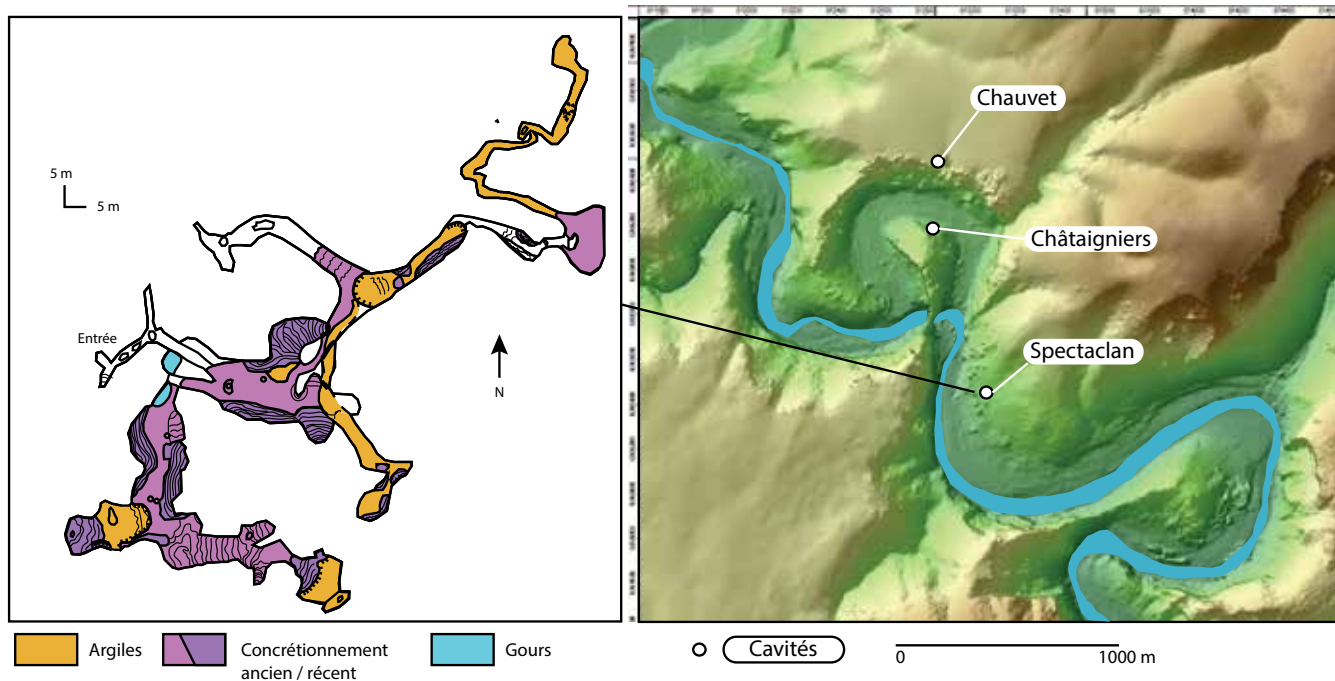 5 m
5 m
Entrée
N
Argiles
Concrétionnement
ancien / récent
Gours
Chauvet
Châtaigniers
Spectaclan
Cavités
0
1000 m